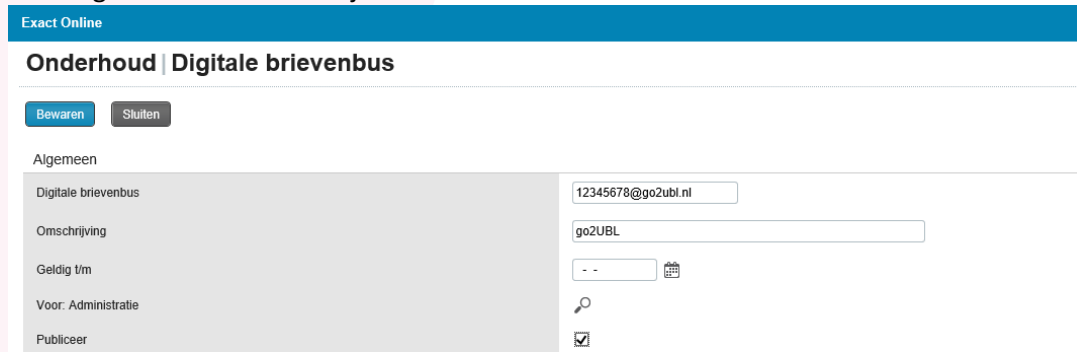 Exact Online
Onderhoud | Digitale brievenbus
Bewaren Sluiten
Algemeen
Digitale brievenbus 12345678@go2ubl.nl
Omschrijving go2UBL
Geldig t/m - -
Voor: Administratie
Publiceer